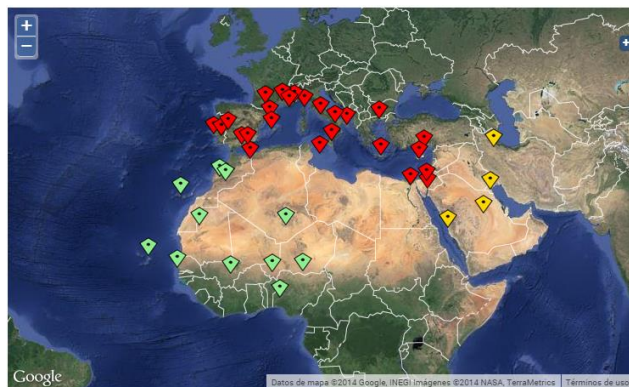 +
−
+
Google
Datos de mapa ©2014 Google, INEGI Imágenes ©2014 NASA, TerraMetrics
Términos de uso